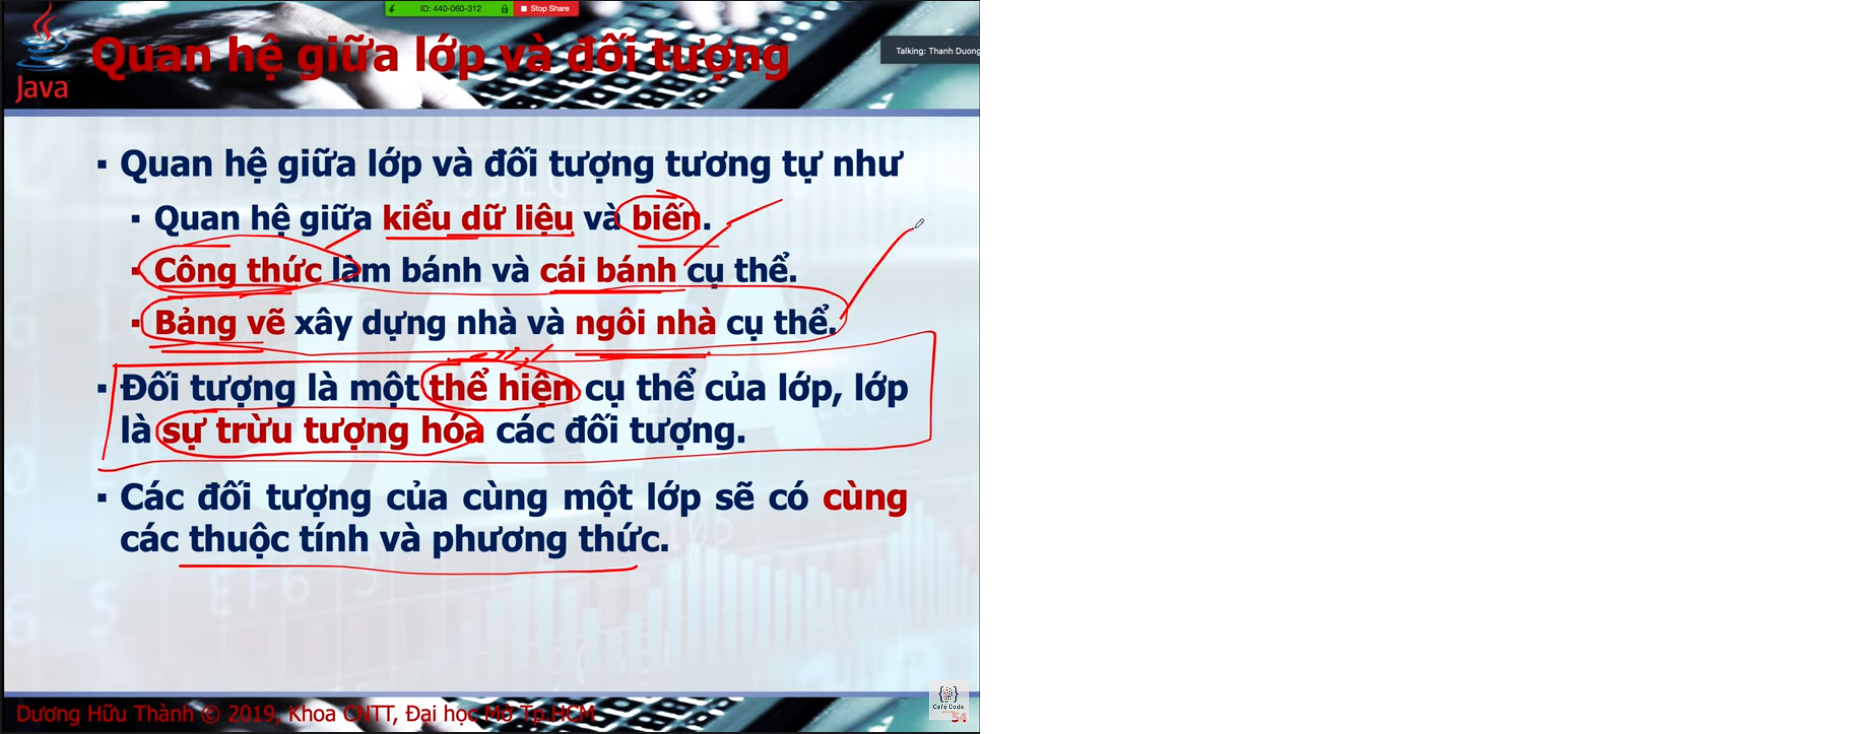 ID: 440-060-312 Stop Share
Talking: Thanh Duong
Java
Quan hệ giữa lớp và đối tượng
▪ Quan hệ giữa lớp và đối tượng tương tự như
▪ Quan hệ giữa kiểu dữ liệu và biến.
▪ Công thức làm bánh và cái bánh cụ thể.
▪ Bảng vẽ xây dựng nhà và ngôi nhà cụ thể.
▪ Đối tượng là một thể hiện cụ thể của lớp, lớp
là sự trừu tượng hóa các đối tượng.
▪ Các đối tượng của cùng một lớp sẽ có cùng
các thuộc tính và phương thức.
Dương Hữu Thành © 2019, Khoa CNTT, Đại học Mở Tp.HCM
{ }
Café Code
54